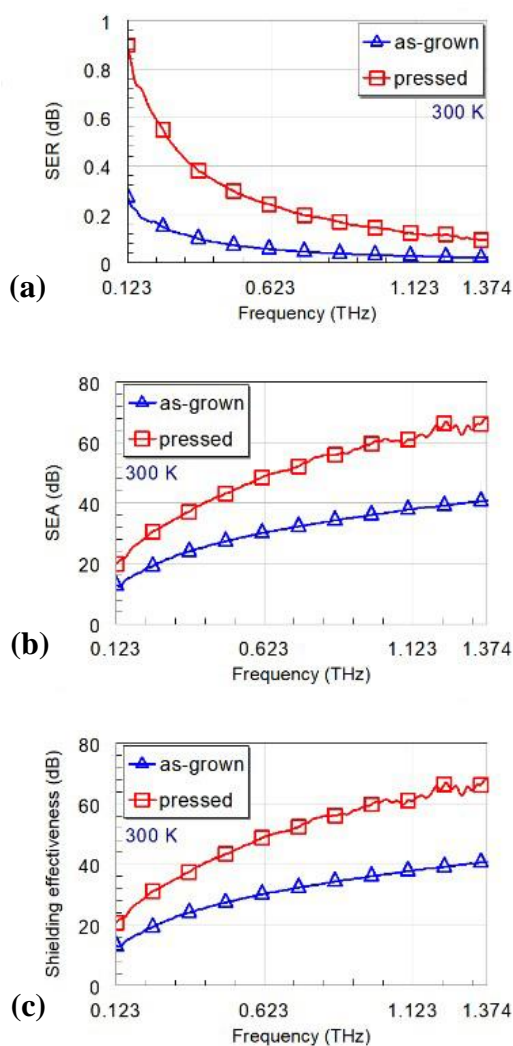 1
as-grown
pressed
0.8
300 K
0.6
SER (dB)
0.4
0.2
0
(a)
0.123 0.623 1.123 1.374
Frequency (THz)
80
as-grown
pressed
60
300 K
SEA (dB)
40
20
0
(b)
0.123 0.623 1.123 1.374
Frequency (THz)
80
as-grown
pressed
60
300 K
Shielding effectiveness (dB)
40
20
0
(c)
0.123 0.623 1.123 1.374
Frequency (THz)